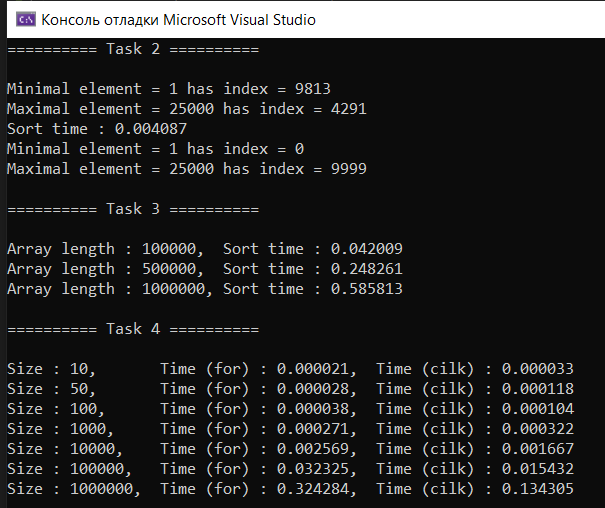 Консоль отладки Microsoft Visual Studio
========== Task 2 ==========
Minimal element = 1 has index = 9813
Maximal element = 25000 has index = 4291
Sort time : 0.004087
Minimal element = 1 has index = 0
Maximal element = 25000 has index = 9999
========== Task 3 ==========
Array length : 100000,  Sort time : 0.042009
Array length : 500000,  Sort time : 0.248261
Array length : 1000000, Sort time : 0.585813
========== Task 4 ==========
Size : 10,       Time (for) : 0.000021,  Time (cilk) : 0.000033
Size : 50,       Time (for) : 0.000028,  Time (cilk) : 0.000118
Size : 100,      Time (for) : 0.000038,  Time (cilk) : 0.000104
Size : 1000,     Time (for) : 0.000271,  Time (cilk) : 0.000322
Size : 10000,    Time (for) : 0.002569,  Time (cilk) : 0.001667
Size : 100000,   Time (for) : 0.032325,  Time (cilk) : 0.015432
Size : 1000000,  Time (for) : 0.324284,  Time (cilk) : 0.134305